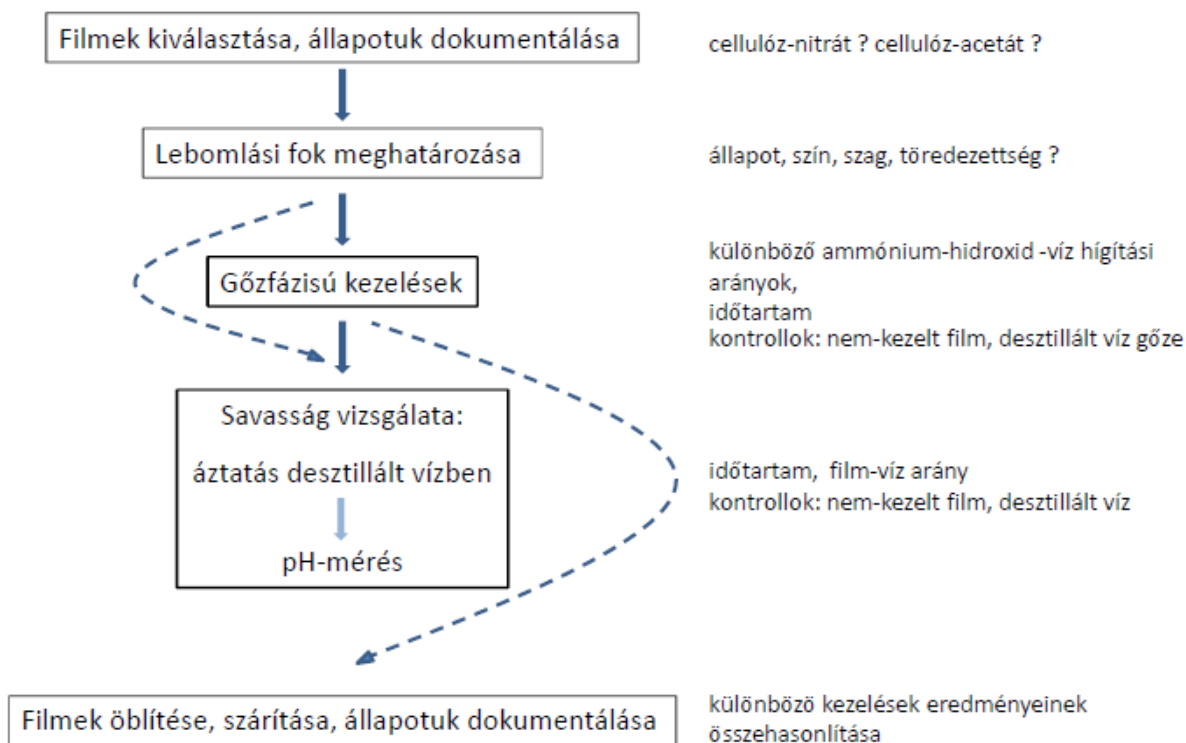 Filmek kiválasztása, állapotuk dokumentálása
cellulóz-nitrát ? cellulóz-acetát ?
Lebomlási fok meghatározása
állapot, szín, szag, töredezettség ?
Gőzfázisú kezelések
különböző ammónium-hidroxid -víz hígítási
arányok,
időtartam
kontrollok: nem-kezelt film, desztillált víz gőze
Savasság vizsgálata:
áztatás desztillált vízben
pH-mérés
időtartam, film-víz arány
kontrollok: nem-kezelt film, desztillált víz
Filmek öblítése, szárítása, állapotuk dokumentálása
különböző kezelések eredményeinek
összehasonlítása